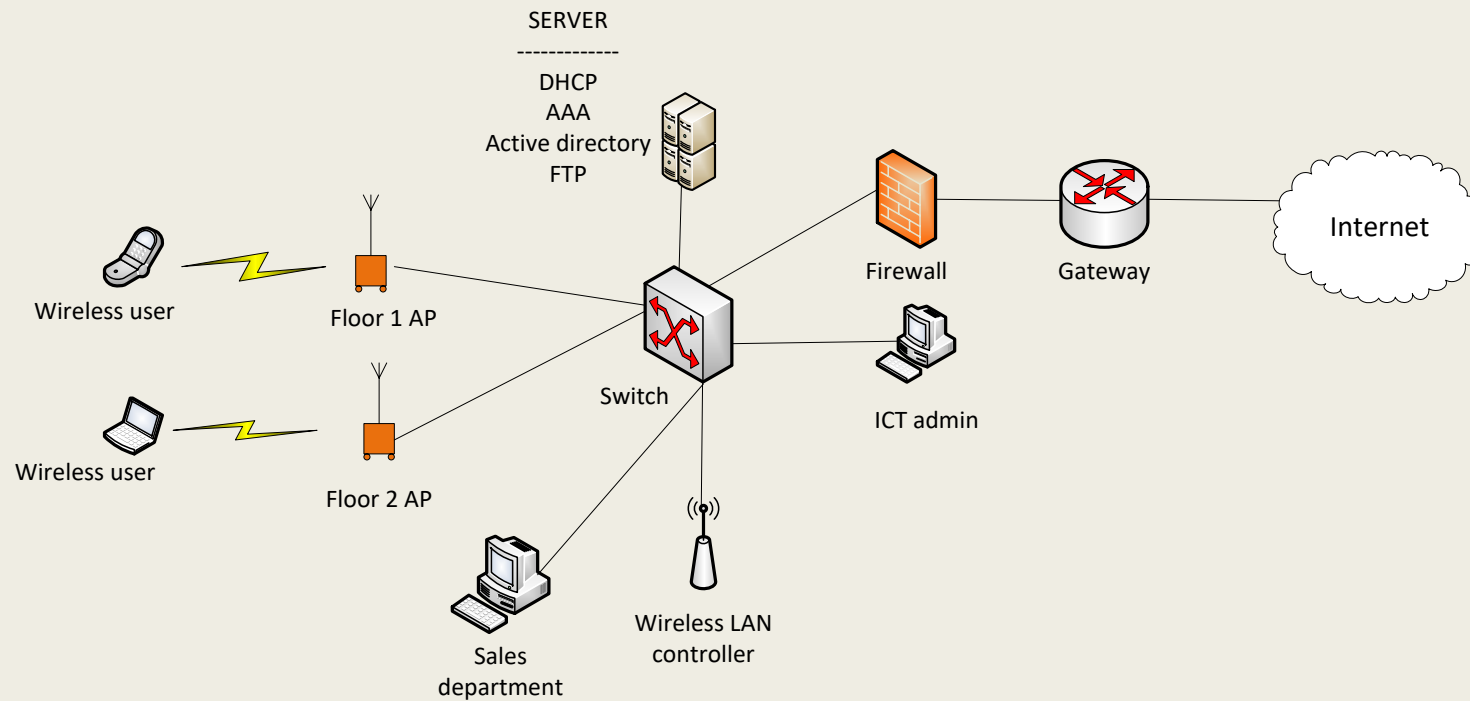 SERVER
-------------
DHCP
AAA
Active directory
FTP
Wireless user
Floor 1 AP
Firewall
Gateway
Internet
Switch
ICT admin
Wireless user
Floor 2 AP
Wireless LAN
controller
Sales
department